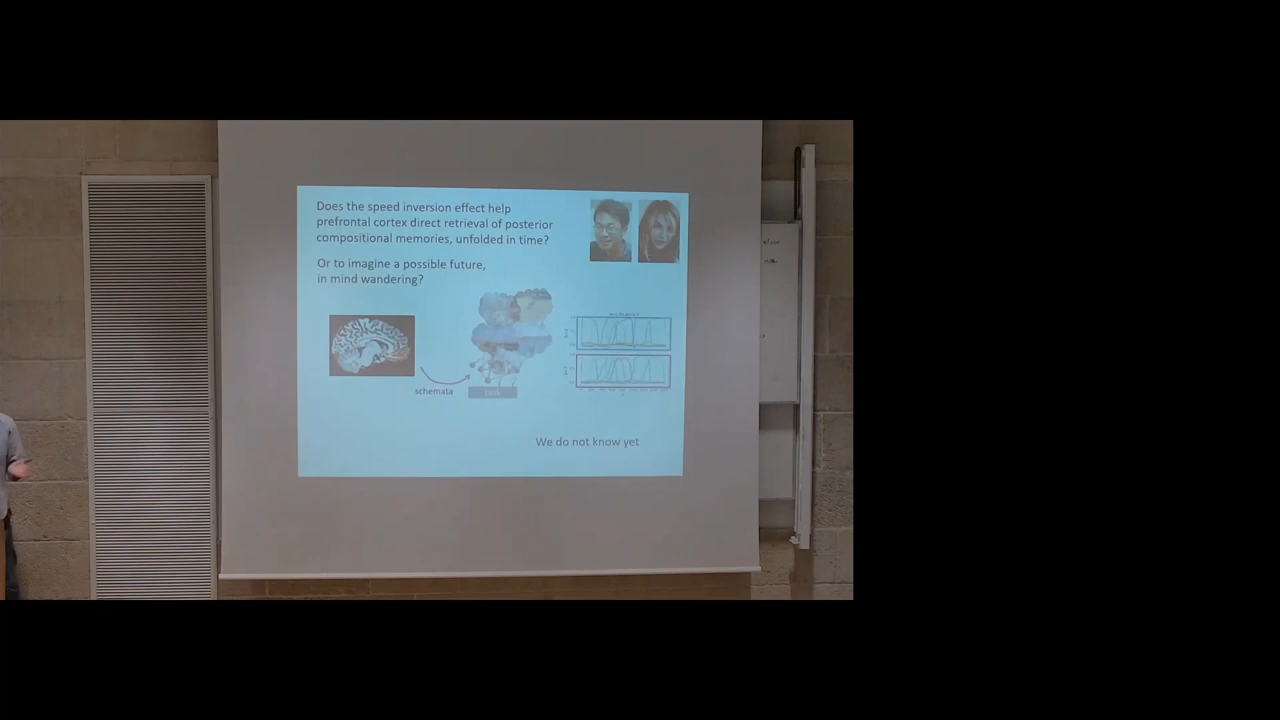 Does the speed inversion effect help
prefrontal cortex direct retrieval of posterior
compositional memories, unfolded in time?
Or to imagine a possible future,
in mind wandering?
schemata
We do not know yet